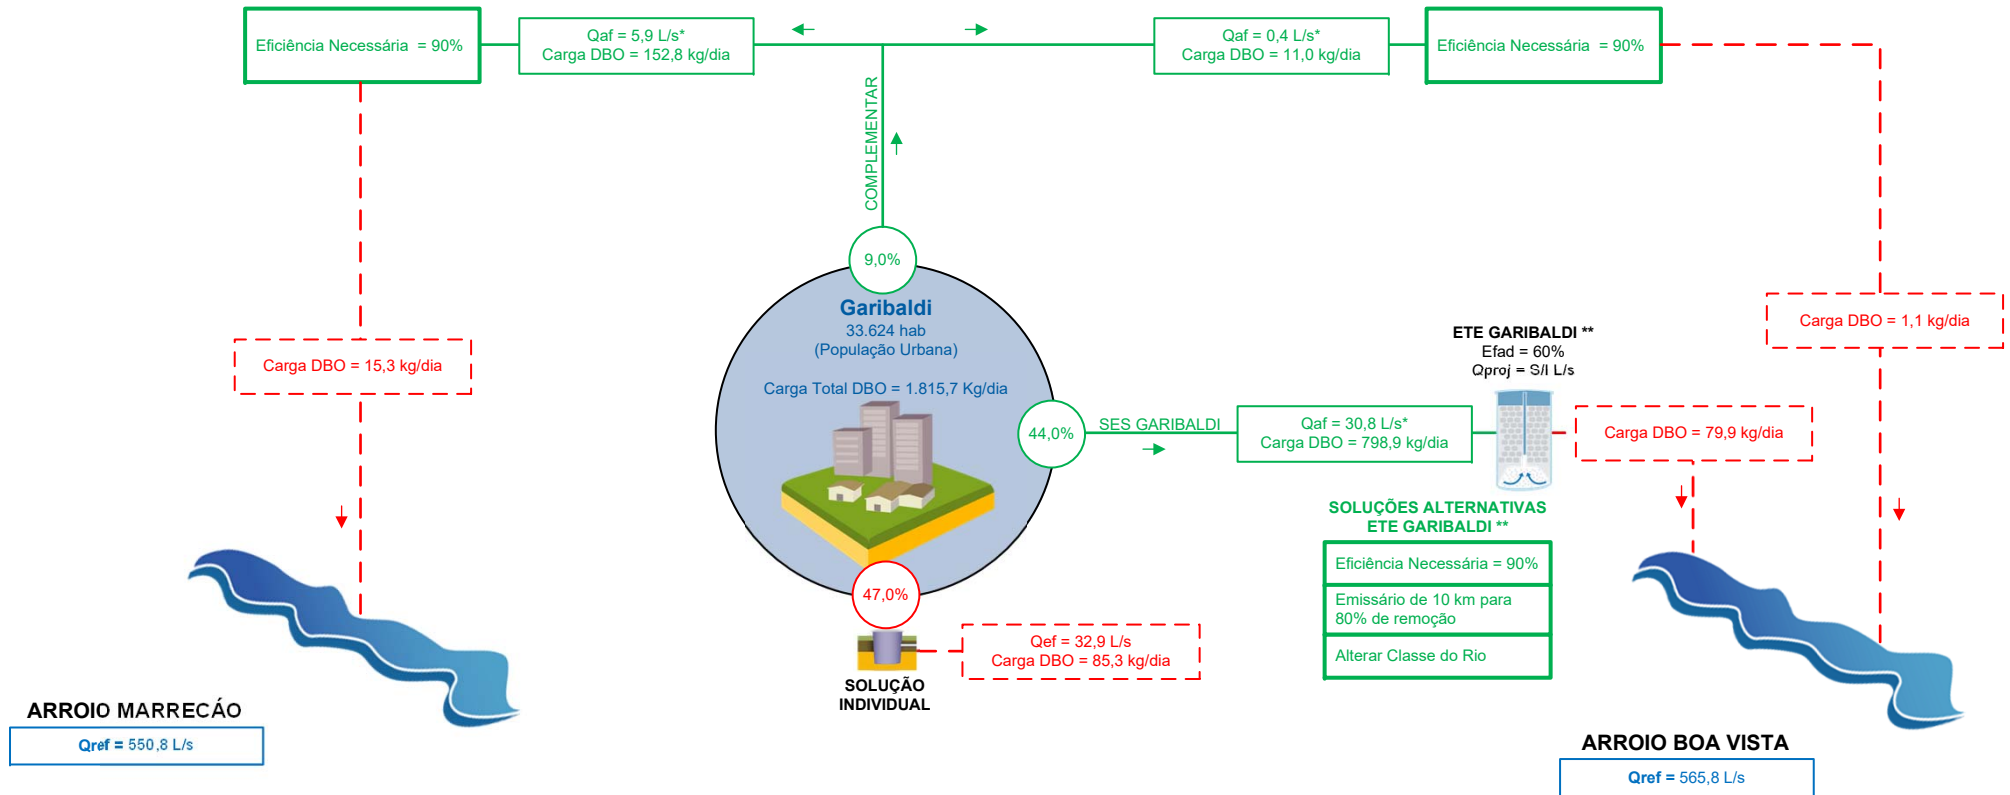 Eficiência Necessária = 90%
Qaf = 5,9 L/s*
Carga DBO = 152,8 kg/dia
Qaf = 0,4 L/s*
Carga DBO = 11,0 kg/dia
Eficiência Necessária = 90%
COMPLEMENTAR
9,0%
Garibaldi
33.624 hab
(População Urbana)
Carga Total DBO = 1.815,7 Kg/dia
Carga DBO = 15,3 kg/dia
Carga DBO = 1,1 kg/dia
ETE GARIBALDI **
Efad = 60%
Qproj = S/I L/s
44,0%
SES GARIBALDI
Qaf = 30,8 L/s*
Carga DBO = 798,9 kg/dia
Carga DBO = 79,9 kg/dia
SOLUÇÕES ALTERNATIVAS
ETE GARIBALDI **
Eficiência Necessária = 90%
Emissário de 10 km para
80% de remoção
Alterar Classe do Rio
47,0%
Qef = 32,9 L/s
Carga DBO = 85,3 kg/dia
SOLUÇÃO
INDIVIDUAL
ARROIO MARRECÁO
Qref = 550,8 L/s
ARROIO BOA VISTA
Qref = 565,8 L/s